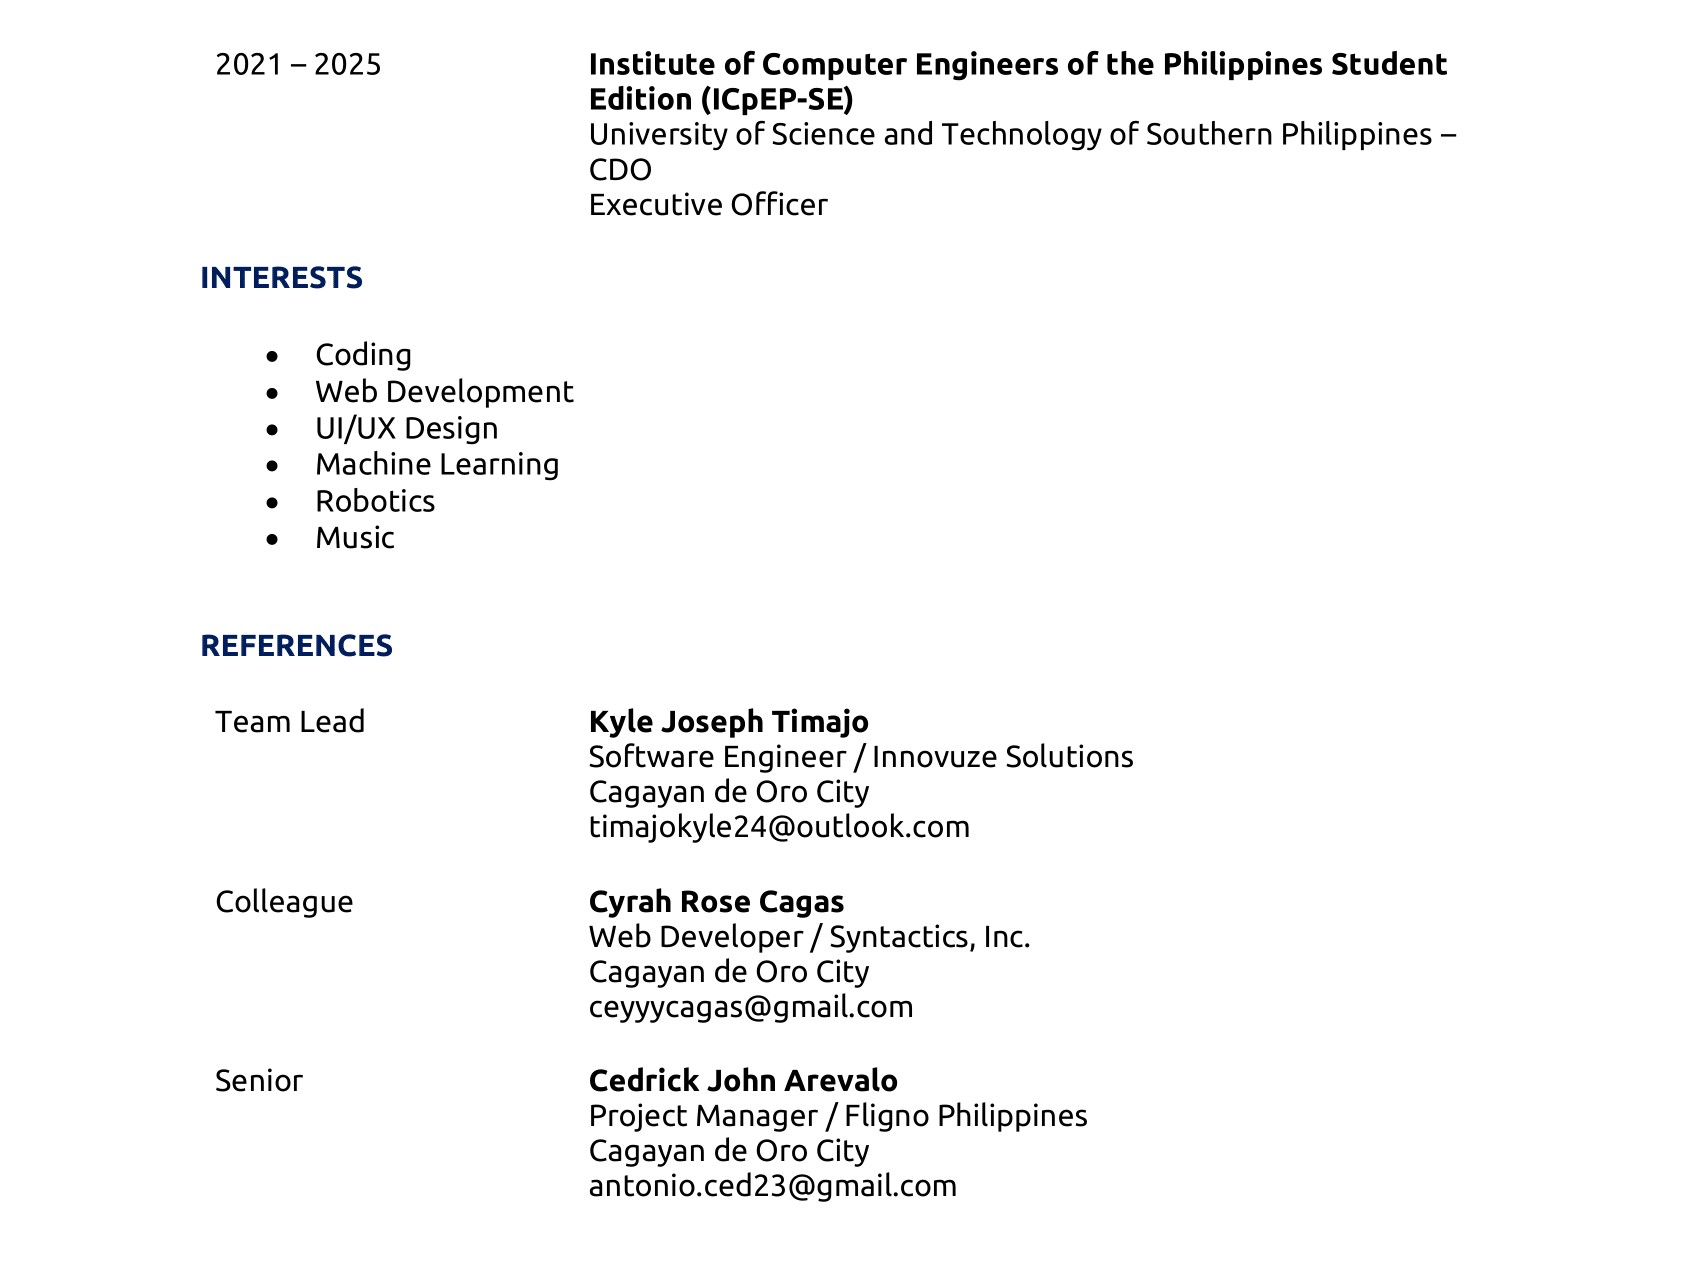 2021 – 2025
Institute of Computer Engineers of the Philippines Student
Edition (ICpEP-SE)
University of Science and Technology of Southern Philippines –
CDO
Executive Officer
INTERESTS
• Coding
• Web Development
• UI/UX Design
• Machine Learning
• Robotics
• Music
REFERENCES
Team Lead
Kyle Joseph Timajo
Software Engineer / Innovuze Solutions
Cagayan de Oro City
timajokyle24@outlook.com
Colleague
Cyrah Rose Cagas
Web Developer / Syntactics, Inc.
Cagayan de Oro City
ceyyycagas@gmail.com
Senior
Cedrick John Arevalo
Project Manager / Fligno Philippines
Cagayan de Oro City
antonio.ced23@gmail.com